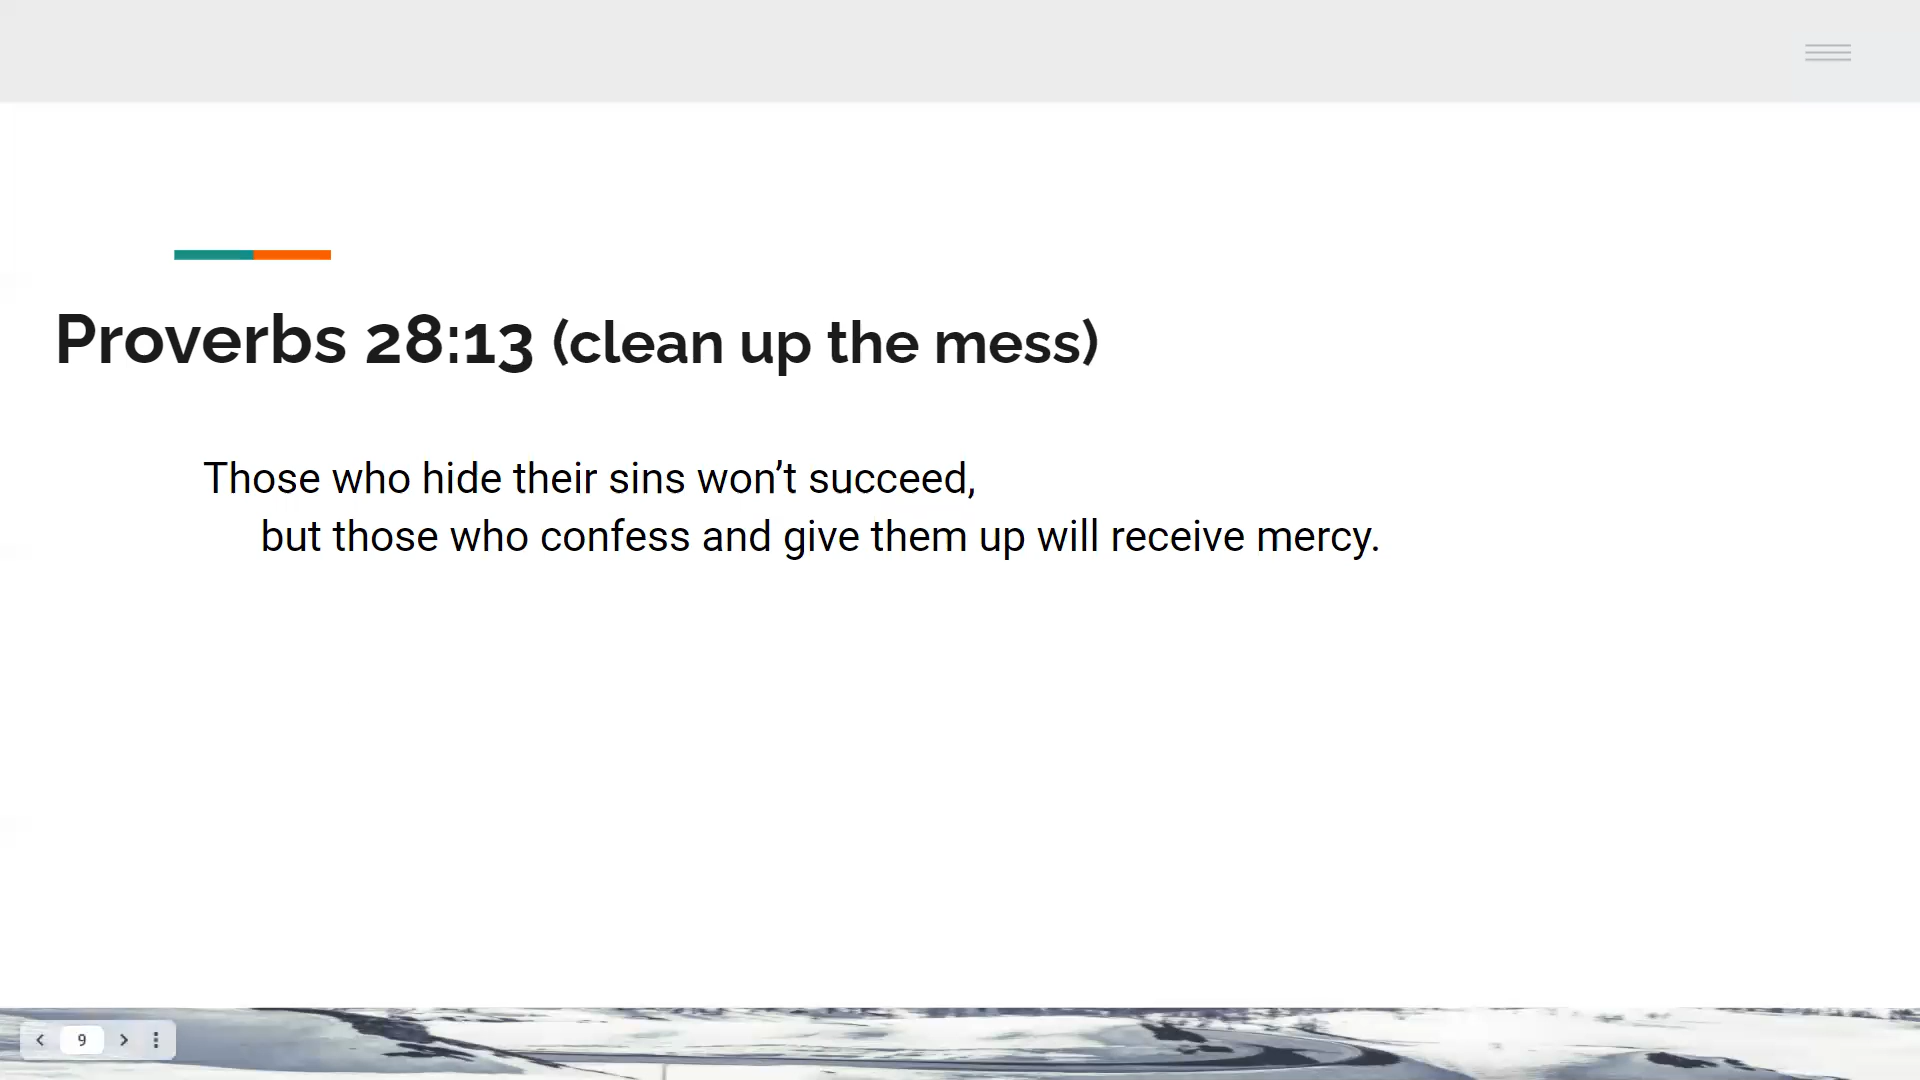 Proverbs 28:13 (clean up the mess)
Those who hide their sins won’t succeed,
but those who confess and give them up will receive mercy.
9